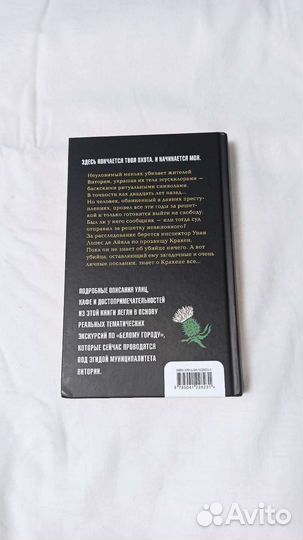 ЗДЕСЬ КОНЧАЕТСЯ ТВОЯ ОХОТА. И НАЧИНАЕТСЯ МОЯ.
Неуловимый маньяк убивает жителей
Витории, украшая их тела эгускилорами —
баскскими ритуальными символами.
В точности как двадцать лет назад...
Но человек, обвиненный в давних прес-
туплениях, провел все эти годы за решет-
кой и только готовится выйти на свободу.
Был ли у него сообщник — или тогда суд
отправил за решетку невиновного?
За расследование берется инспектор Унаи
Лопес де Айяла по прозвищу Кракен.
Пока он не знает об убийце ничего. А вот
убийца, оставляющий ему загадочные и очень
личные послания, знает о Кракене все...
ПОДРОБНЫЕ ОПИСАНИЯ УЛИЦ,
КАФЕ И ДОСТОПРИМЕЧАТЕЛЬНОСТЕЙ
ИЗ ЭТОЙ КНИГИ ЛЕГЛИ В ОСНОВУ
РЕАЛЬНЫХ ТЕМАТИЧЕСКИХ
ЭКСКУРСИЙ ПО «БЕЛОМУ ГОРОДУ»,
КОТОРЫЕ СЕЙЧАС ПРОВОДЯТСЯ
ПОД ЭГИДОЙ МУНИЦИПАЛИТЕТА
ВИТОРИИ.
Avito